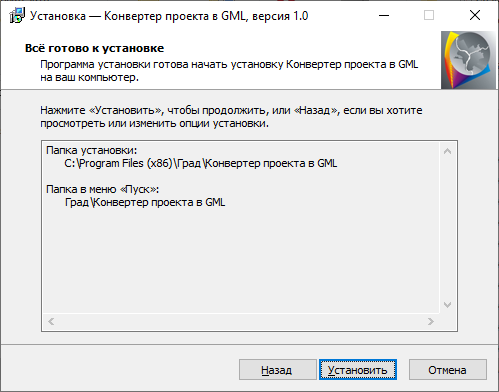 Установка — Конвертер проекта в GML, версия 1.0
Всё готово к установке
Программа установки готова начать установку Конвертер проекта в GML
на ваш компьютер.
Нажмите «Установить», чтобы продолжить, или «Назад», если вы хотите
просмотреть или изменить опции установки.
Папка установки:
C:\Program Files (x86)\Град\Конвертер проекта в GML
Папка в меню «Пуск»:
Град\Конвертер проекта в GML
Назад
Установить
Отмена